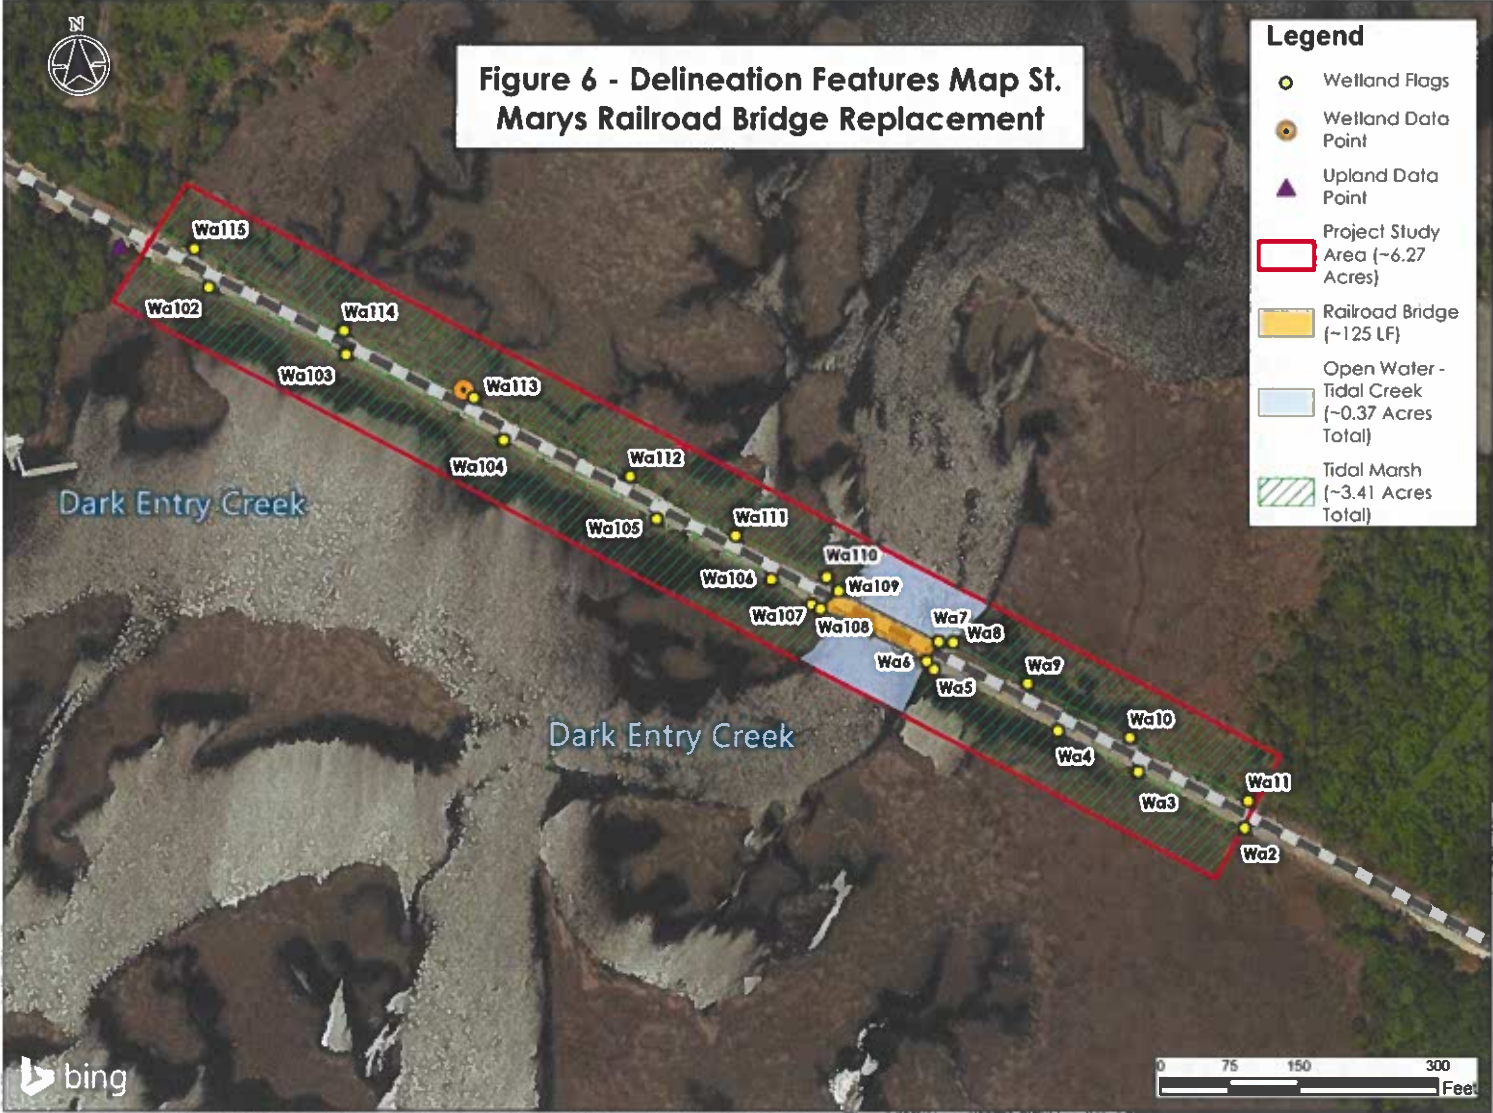 N
Figure 6 - Delineation Features Map St.
Marys Railroad Bridge Replacement
Legend
Wetland Flags
Wetland Data
Point
Upland Data
Point
Project Study
Area (~6.27
Acres)
Railroad Bridge
(~125 LF)
Open Water -
Tidal Creek
(~0.37 Acres
Total)
Tidal Marsh
(~3.41 Acres
Total)
Wa115
Wa102
Wa114
Wa103
Wa113
Wa104
Wa112
Wa105
Wa111
Wa110
Wa106
Wa109
Wa107
Wa108
Wa7
Wa8
Wa6
Wa5
Wa9
Wa10
Wa4
Wa11
Wa3
Wa2
Dark Entry Creek
Dark Entry Creek
bing
0 75 150 300
Feet